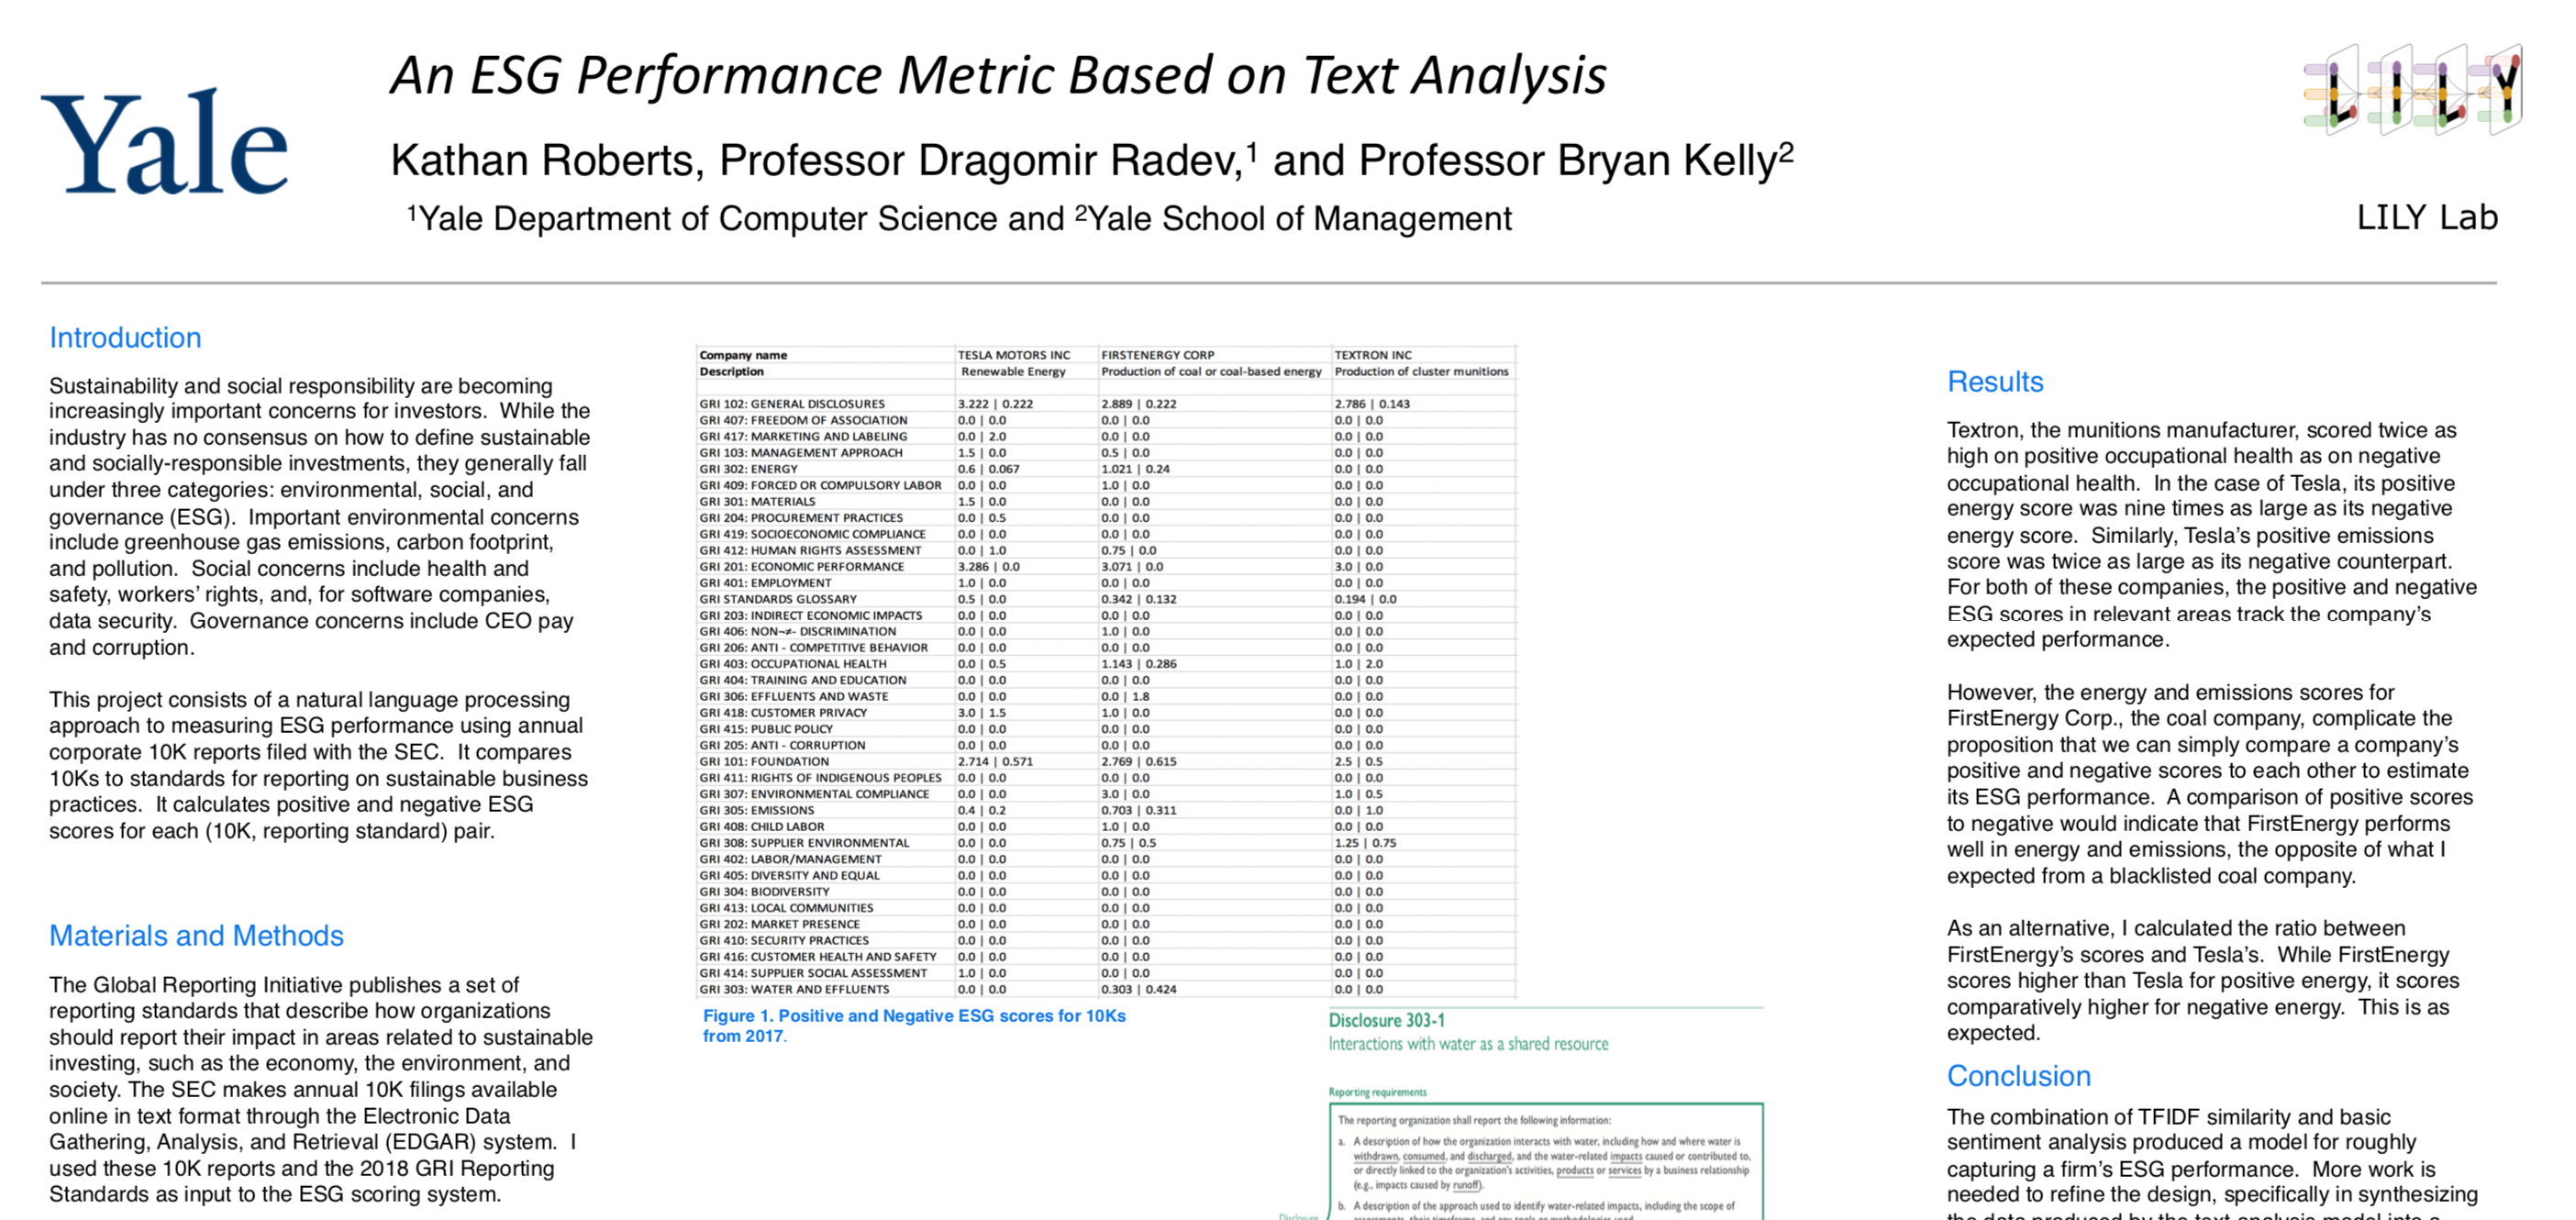 Yale
An ESG Performance Metric Based on Text Analysis
Kathan Roberts, Professor Dragomir Radev,¹ and Professor Bryan Kelly²
¹Yale Department of Computer Science and ²Yale School of Management
LILY
LILY Lab
Introduction
Sustainability and social responsibility are becoming
increasingly important concerns for investors. While the
industry has no consensus on how to define sustainable
and socially-responsible investments, they generally fall
under three categories: environmental, social, and
governance (ESG). Important environmental concerns
include greenhouse gas emissions, carbon footprint,
and pollution. Social concerns include health and
safety, workers' rights, and, for software companies,
data security. Governance concerns include CEO pay
and corruption.
This project consists of a natural language processing
approach to measuring ESG performance using annual
corporate 10K reports filed with the SEC. It compares
10Ks to standards for reporting on sustainable business
practices. It calculates positive and negative ESG
scores for each (10K, reporting standard) pair.
Materials and Methods
The Global Reporting Initiative publishes a set of
reporting standards that describe how organizations
should report their impact in areas related to sustainable
investing, such as the economy, the environment, and
society. The SEC makes annual 10K filings available
online in text format through the Electronic Data
Gathering, Analysis, and Retrieval (EDGAR) system. I
used these 10K reports and the 2018 GRI Reporting
Standards as input to the ESG scoring system.
Company name TESLA MOTORS INC FIRSTENERGY CORP TEXTRON INC
Description Renewable Energy Production of coal or coal-based energy Production of cluster munitions
GRI 102: GENERAL DISCLOSURES 3.222 | 0.222 2.889 | 0.222 2.786 | 0.143
GRI 407: FREEDOM OF ASSOCIATION 0.0 | 0.0 0.0 | 0.0 0.0 | 0.0
GRI 417: MARKETING AND LABELING 0.0 | 2.0 0.0 | 0.0 0.0 | 0.0
GRI 103: MANAGEMENT APPROACH 1.5 | 0.0 0.5 | 0.0 0.0 | 0.0
GRI 302: ENERGY 0.6 | 0.067 1.021 | 0.24 0.0 | 0.0
GRI 409: FORCED OR COMPULSORY LABOR 0.0 | 0.0 1.0 | 0.0 0.0 | 0.0
GRI 301: MATERIALS 1.5 | 0.0 0.0 | 0.0 0.0 | 0.0
GRI 204: PROCUREMENT PRACTICES 0.0 | 0.5 0.0 | 0.0 0.0 | 0.0
GRI 419: SOCIOECONOMIC COMPLIANCE 0.0 | 0.0 0.0 | 0.0 0.0 | 0.0
GRI 412: HUMAN RIGHTS ASSESSMENT 0.0 | 1.0 0.75 | 0.0 0.0 | 0.0
GRI 201: ECONOMIC PERFORMANCE 3.286 | 0.0 3.071 | 0.0 3.0 | 0.0
GRI 401: EMPLOYMENT 1.0 | 0.0 0.0 | 0.0 0.0 | 0.0
GRI STANDARDS GLOSSARY 0.5 | 0.0 0.342 | 0.132 0.194 | 0.0
GRI 203: INDIRECT ECONOMIC IMPACTS 0.0 | 0.0 0.0 | 0.0 0.0 | 0.0
GRI 406: NON¬≠- DISCRIMINATION 0.0 | 0.0 1.0 | 0.0 0.0 | 0.0
GRI 206: ANTI - COMPETITIVE BEHAVIOR 0.0 | 0.0 0.0 | 0.0 0.0 | 0.0
GRI 403: OCCUPATIONAL HEALTH 0.0 | 0.5 1.143 | 0.286 1.0 | 2.0
GRI 404: TRAINING AND EDUCATION 0.0 | 0.0 0.0 | 0.0 0.0 | 0.0
GRI 306: EFFLUENTS AND WASTE 0.0 | 0.0 0.0 | 1.8 0.0 | 0.0
GRI 418: CUSTOMER PRIVACY 3.0 | 1.5 1.0 | 0.0 0.0 | 0.0
GRI 415: PUBLIC POLICY 0.0 | 0.0 0.0 | 0.0 0.0 | 0.0
GRI 205: ANTI - CORRUPTION 0.0 | 0.0 0.0 | 0.0 0.0 | 0.0
GRI 101: FOUNDATION 2.714 | 0.571 2.769 | 0.615 2.5 | 0.5
GRI 411: RIGHTS OF INDIGENOUS PEOPLES 0.0 | 0.0 0.0 | 0.0 0.0 | 0.0
GRI 307: ENVIRONMENTAL COMPLIANCE 0.0 | 0.0 3.0 | 0.0 1.0 | 0.5
GRI 305: EMISSIONS 0.4 | 0.2 0.703 | 0.311 0.0 | 1.0
GRI 408: CHILD LABOR 0.0 | 0.0 1.0 | 0.0 0.0 | 0.0
GRI 308: SUPPLIER ENVIRONMENTAL 0.0 | 0.0 0.75 | 0.5 1.25 | 0.75
GRI 402: LABOR/MANAGEMENT 0.0 | 0.0 0.0 | 0.0 0.0 | 0.0
GRI 405: DIVERSITY AND EQUAL 0.0 | 0.0 0.0 | 0.0 0.0 | 0.0
GRI 304: BIODIVERSITY 0.0 | 0.0 0.0 | 0.0 0.0 | 0.0
GRI 413: LOCAL COMMUNITIES 0.0 | 0.0 0.0 | 0.0 0.0 | 0.0
GRI 202: MARKET PRESENCE 0.0 | 0.0 0.0 | 0.0 0.0 | 0.0
GRI 410: SECURITY PRACTICES 0.0 | 0.0 0.0 | 0.0 0.0 | 0.0
GRI 416: CUSTOMER HEALTH AND SAFETY 0.0 | 0.0 0.0 | 0.0 0.0 | 0.0
GRI 414: SUPPLIER SOCIAL ASSESSMENT 1.0 | 0.0 0.0 | 0.0 0.0 | 0.0
GRI 303: WATER AND EFFLUENTS 0.0 | 0.0 0.303 | 0.424 0.0 | 0.0
Figure 1. Positive and Negative ESG scores for 10Ks
from 2017.
Disclosure 303-1
Interactions with water as a shared resource
Reporting requirements
The reporting organization shall report the following information:
a. A description of how the organization interacts with water, including how and where water is
withdrawn, consumed, and discharged, and the water-related impacts caused or contributed to,
or directly linked to the organization's activities, products or services by a business relationship
(e.g., impacts caused by runoff).
b. A description of the approach used to identify water-related impacts, including the scope of
Disclosure
Results
Textron, the munitions manufacturer, scored twice as
high on positive occupational health as on negative
occupational health. In the case of Tesla, its positive
energy score was nine times as large as its negative
energy score. Similarly, Tesla's positive emissions
score was twice as large as its negative counterpart.
For both of these companies, the positive and negative
ESG scores in relevant areas track the company's
expected performance.
However, the energy and emissions scores for
FirstEnergy Corp., the coal company, complicate the
proposition that we can simply compare a company's
positive and negative scores to each other to estimate
its ESG performance. A comparison of positive scores
to negative would indicate that FirstEnergy performs
well in energy and emissions, the opposite of what I
expected from a blacklisted coal company.
As an alternative, I calculated the ratio between
FirstEnergy's scores and Tesla's. While FirstEnergy
scores higher than Tesla for positive energy, it scores
comparatively higher for negative energy. This is as
expected.
Conclusion
The combination of TFIDF similarity and basic
sentiment analysis produced a model for roughly
capturing a firm's ESG performance. More work is
needed to refine the design, specifically in synthesizing